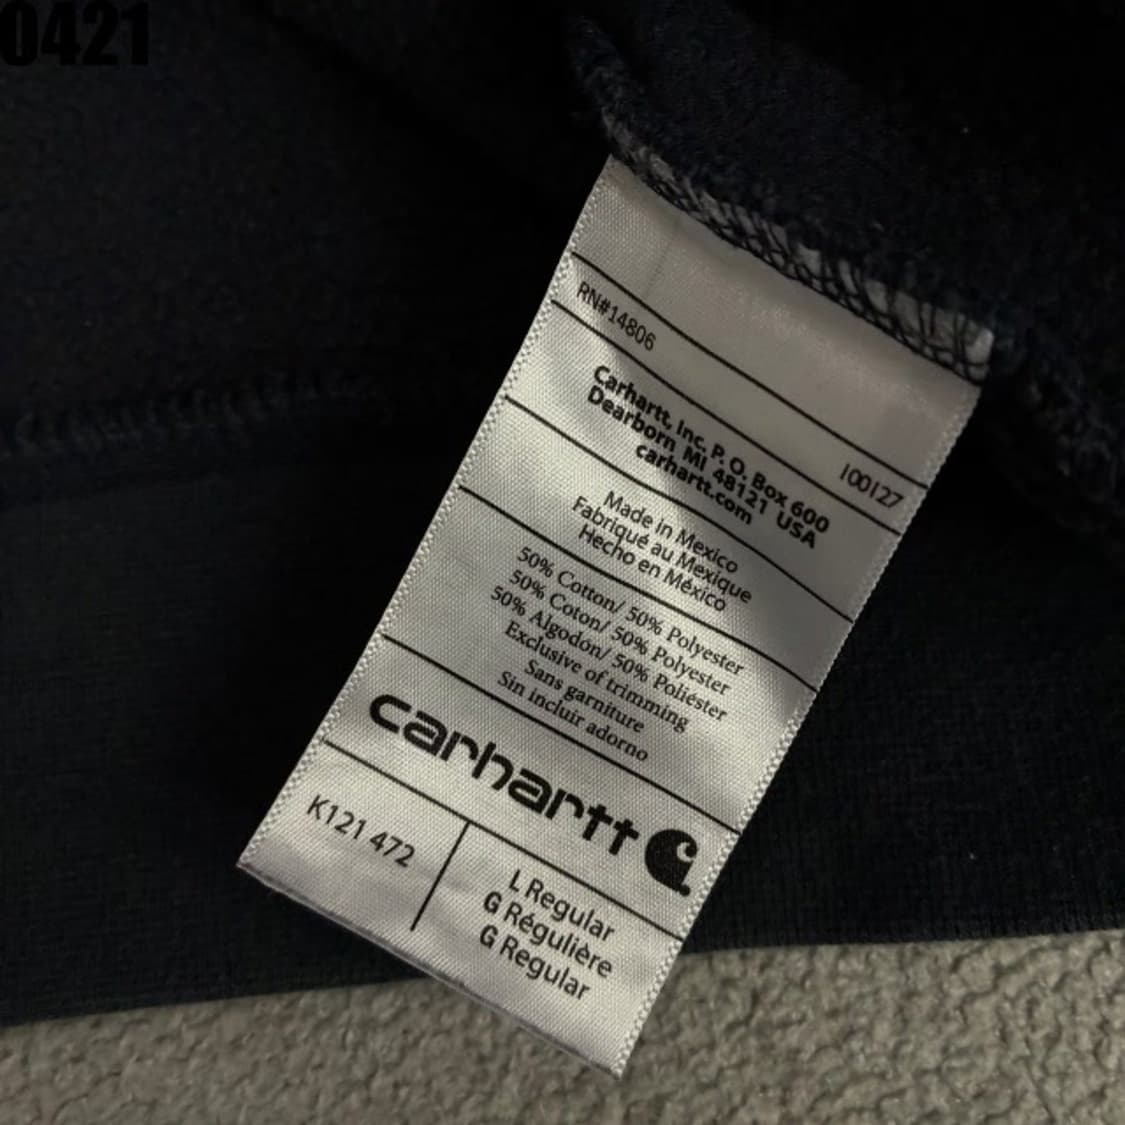 0421
RN#14806
100127
Carhartt, Inc. P. O. Box 600
Dearborn MI 48121 USA
carhartt.com
Made in Mexico
Fabriqué au Mexique
Hecho en México
50% Cotton/ 50% Polyester
50% Coton/ 50% Polyester
50% Algodón/ 50% Poliéster
Exclusive of trimming
Sans garniture
Sin incluir adorno
carhartt
K121 472
L Regular
G Régulière
G Regular